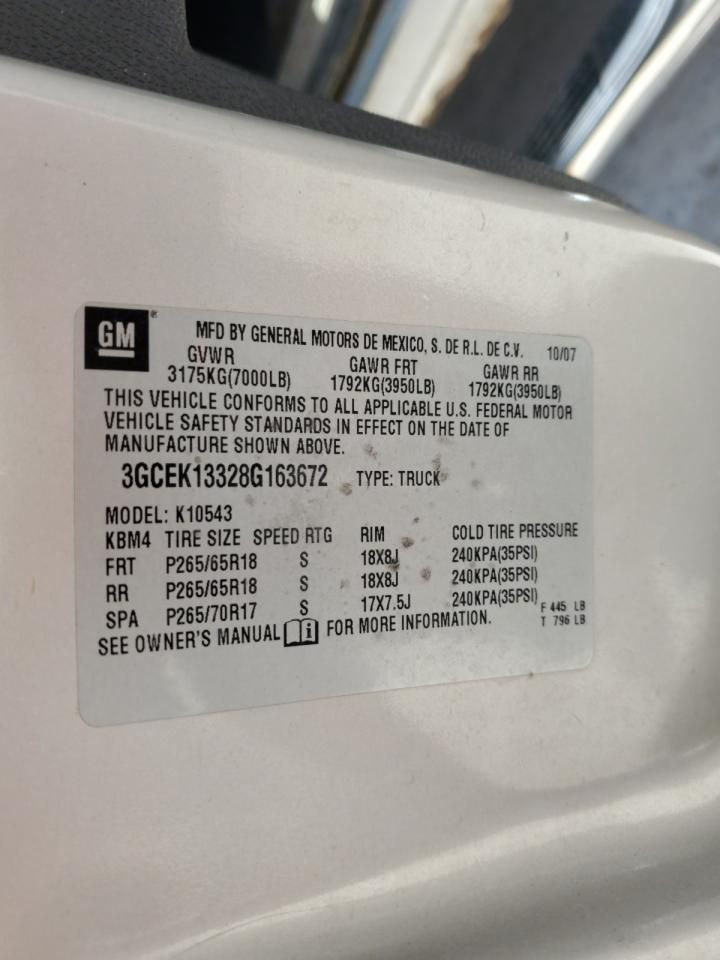 GM®
MFD BY GENERAL MOTORS DE MEXICO, S. DE R.L. DE C.V. 10/07
GVWR GAWR FRT GAWR RR
3175KG(7000LB) 1792KG(3950LB) 1792KG(3950LB)
THIS VEHICLE CONFORMS TO ALL APPLICABLE U.S. FEDERAL MOTOR
VEHICLE SAFETY STANDARDS IN EFFECT ON THE DATE OF
MANUFACTURE SHOWN ABOVE.
3GCEK13328G163672 TYPE: TRUCK
MODEL: K10543
KBM4 TIRE SIZE SPEED RTG RIM COLD TIRE PRESSURE
FRT P265/65R18 S 18X8J 240KPA(35PSI)
RR P265/65R18 S 18X8J 240KPA(35PSI)
SPA P265/70R17 S 17X7.5J 240KPA(35PSI) F 445 LB
T 796 LB
SEE OWNER'S MANUAL i FOR MORE INFORMATION.